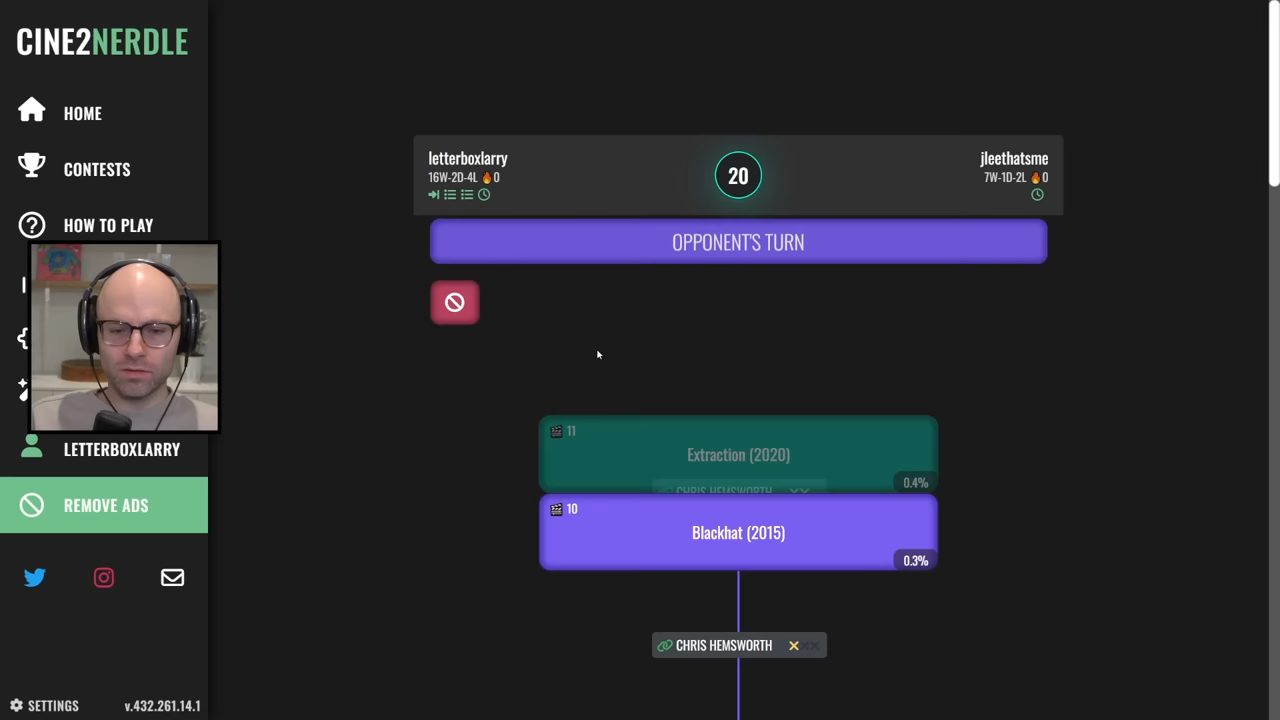 CINE2NERDLE
HOME
CONTESTS
HOW TO PLAY
LETTERBOXLARRY
REMOVE ADS
SETTINGS
v.432.261.14.1
letterboxlarry
16W-2D-4L 🔥0
20
jleethatsme
7W-1D-2L 🔥0
OPPONENT'S TURN
11
Extraction (2020)
0.4%
CHRIS HEMSWORTH
10
Blackhat (2015)
0.3%
CHRIS HEMSWORTH